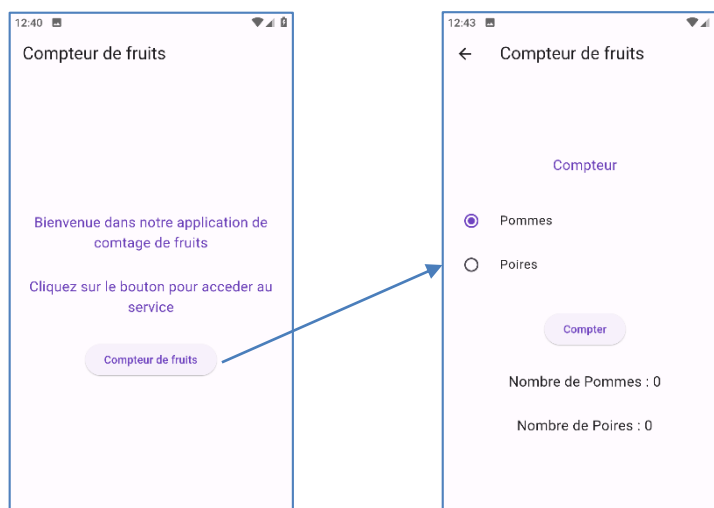 12:40
Compteur de fruits
Bienvenue dans notre application de
comtage de fruits
Cliquez sur le bouton pour acceder au
service
Compteur de fruits
12:43
Compteur de fruits
Compteur
Pommes
Poires
Compter
Nombre de Pommes : 0
Nombre de Poires : 0